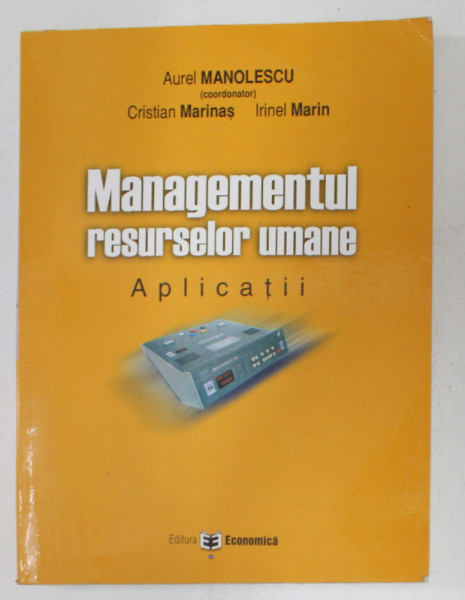 Aurel MANOLESCU
(coordonator)
Cristian Marinaș Irinel Marin
Managementul
resurselor umane
Aplicații
Editura Economică